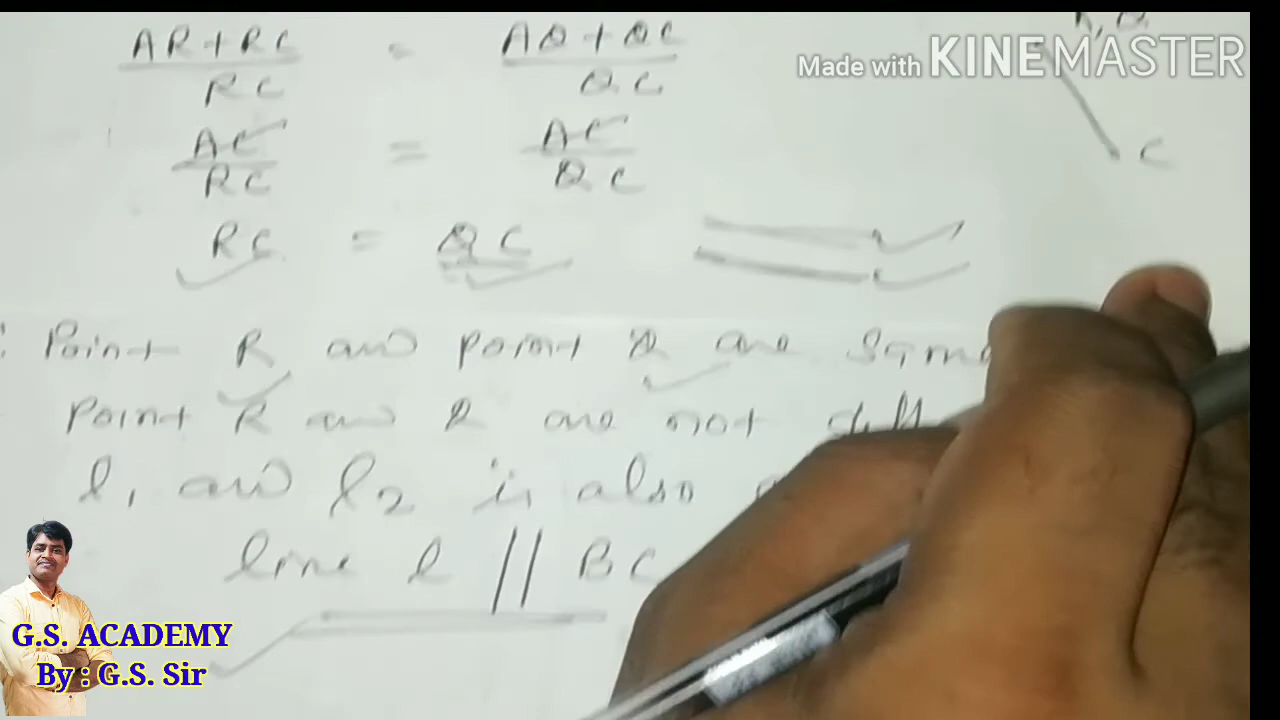 R, Q
Made with KINEMASTER
AR+RC = AQ+QC
RC QC
AC = AC
RC QC
C
RC = QC
: Point R and point Q are same
Point R and Q are not diff
l1 and l2 is also
line l || BC
G.S. ACADEMY
By : G.S. Sir